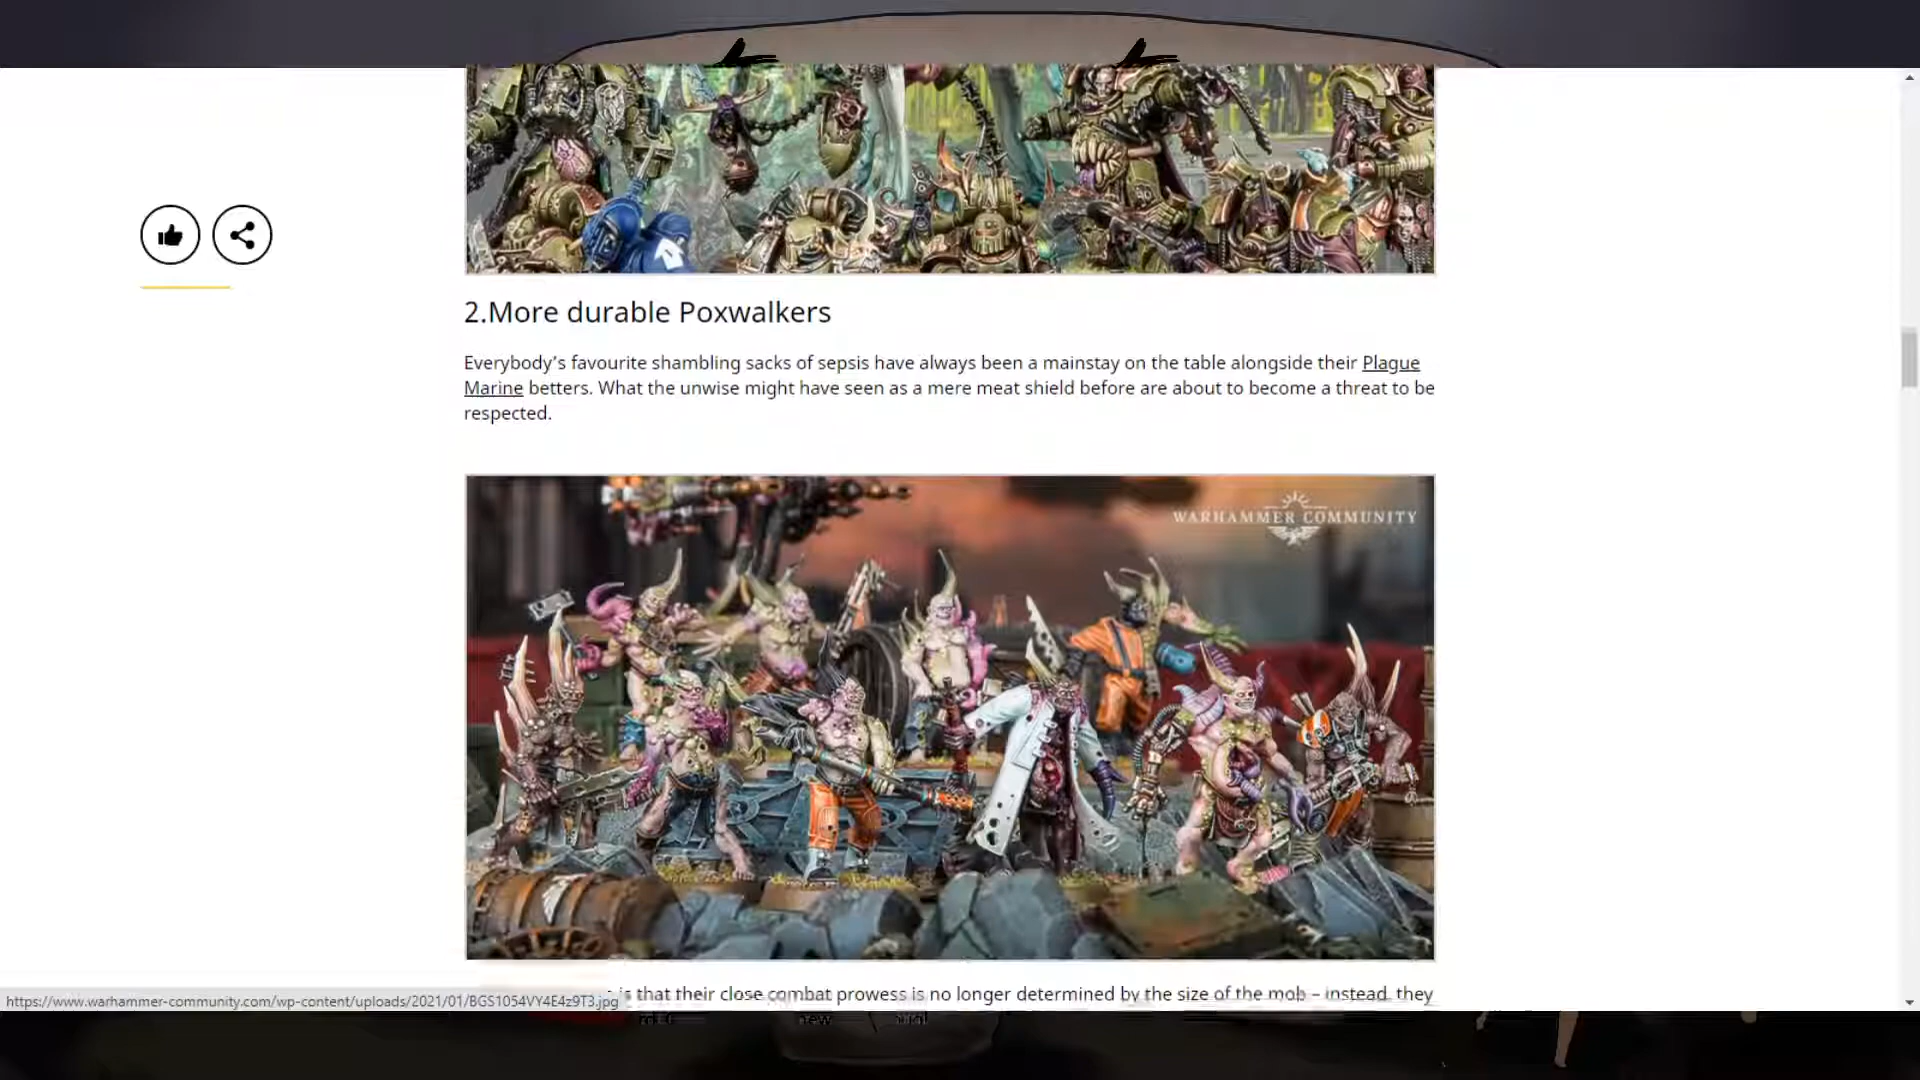 2.More durable Poxwalkers
Everybody's favourite shambling sacks of sepsis have always been a mainstay on the table alongside their Plague
Marine betters. What the unwise might have seen as a mere meat shield before are about to become a threat to be
respected.
WARHAMMER COMMUNITY
is that their close combat prowess is no longer determined by the size of the mob – instead, they
https://www.warhammer-community.com/wp-content/uploads/2021/01/BGS1054VY4E4z9T3.jpg